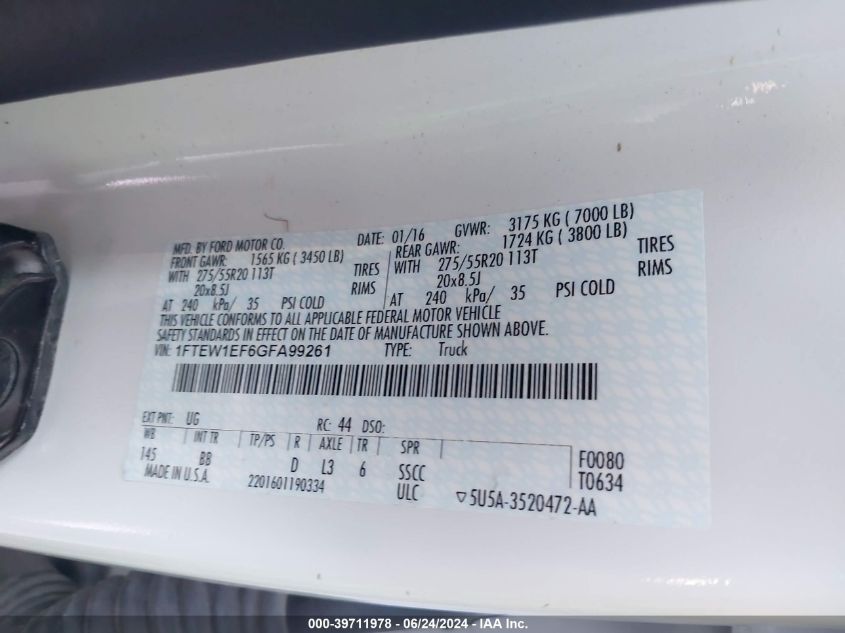 MFD. BY FORD MOTOR CO. DATE: 01/16 GVWR: 3175 KG ( 7000 LB)
FRONT GAWR: 1565 KG ( 3450 LB) REAR GAWR: 1724 KG ( 3800 LB)
WITH 275/55R20 113T TIRES WITH 275/55R20 113T TIRES
20x8.5J RIMS 20x8.5J RIMS
AT 240 kPa/ 35 PSI COLD AT 240 kPa/ 35 PSI COLD
THIS VEHICLE CONFORMS TO ALL APPLICABLE FEDERAL MOTOR VEHICLE
SAFETY STANDARDS IN EFFECT ON THE DATE OF MANUFACTURE SHOWN ABOVE.
VIN: 1FTEW1EF6GFA99261 TYPE: Truck
EXT PNT: UG RC: 44 DSO:
WB INT TR TP/PS R AXLE TR SPR F0080
145 BB D L3 6 SSCC T0634
MADE IN U.S.A. 2201601190334 ULC ▽5U5A-3520472-AA
000-39711978 - 06/24/2024 - IAA Inc.